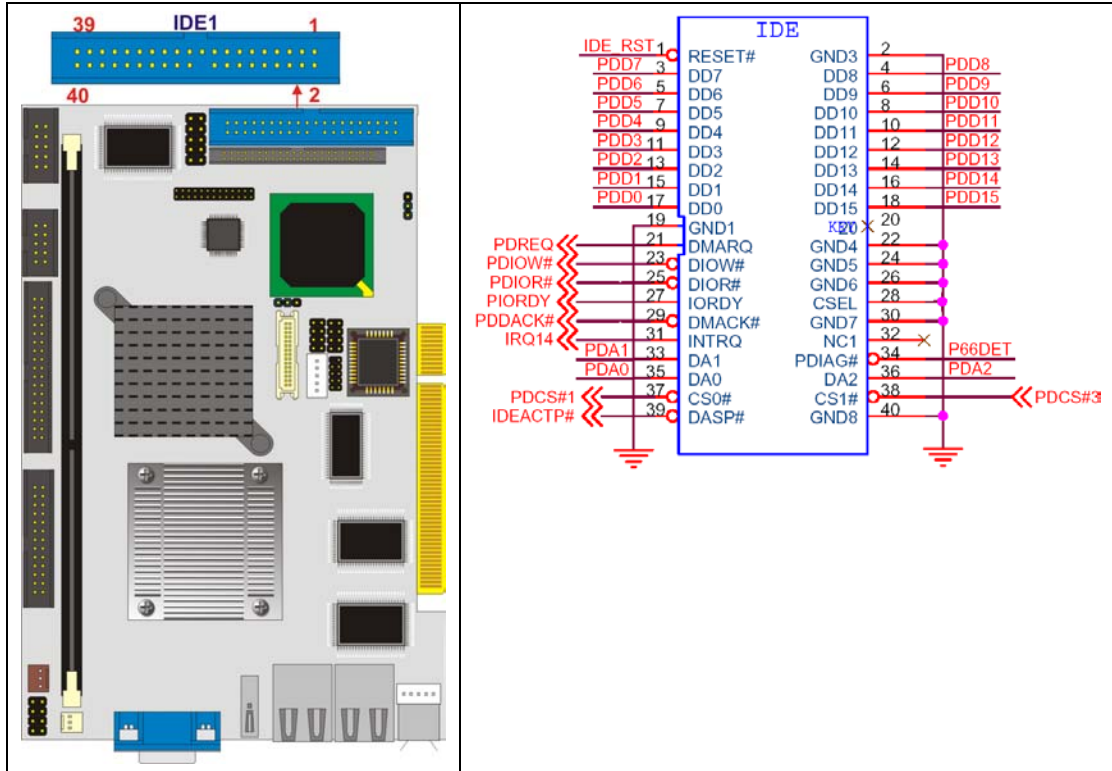 39 IDE1 1
40 2
IDE
IDE_RST 1 RESET# GND3 2
PDD7 3 DD7 DD8 4 PDD8
PDD6 5 DD6 DD9 6 PDD9
PDD5 7 DD5 DD10 8 PDD10
PDD4 9 DD4 DD11 10 PDD11
PDD3 11 DD3 DD12 12 PDD12
PDD2 13 DD2 DD13 14 PDD13
PDD1 15 DD1 DD14 16 PDD14
PDD0 17 DD0 DD15 18 PDD15
19 GND1 20 20
PDREQ 21 DMARQ GND4 22
PDIOW# 23 DIOW# GND5 24
PDIOR# 25 DIOR# GND6 26
PIORDY 27 IORDY CSEL 28
PDDACK# 29 DMACK# GND7 30
IRQ14 31 INTRQ NC1 32
PDA1 33 DA1 PDIAG# 34 P66DET
PDA0 35 DA0 DA2 36 PDA2
PDCS#1 37 CS0# CS1# 38 PDCS#3
IDEACTP# 39 DASP# GND8 40